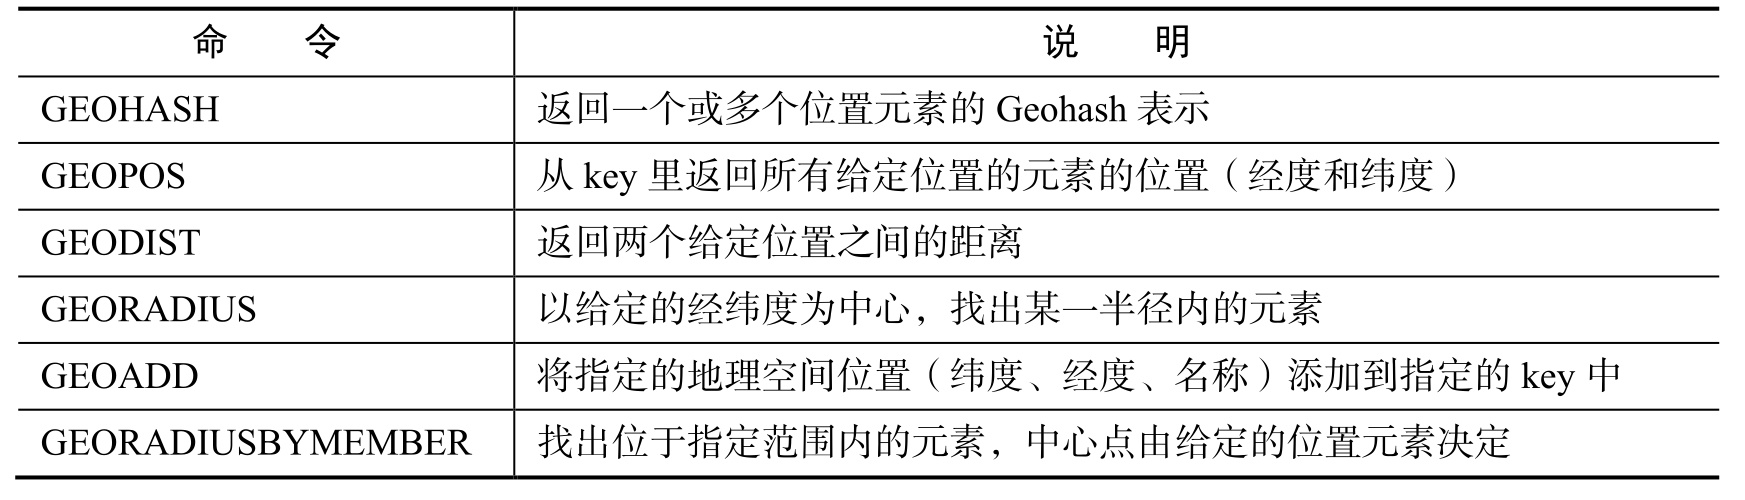 命 令 说 明
GEOHASH 返回一个或多个位置元素的 Geohash 表示
GEOPOS 从 key 里返回所有给定位置的元素的位置（经度和纬度）
GEODIST 返回两个给定位置之间的距离
GEORADIUS 以给定的经纬度为中心，找出某一半径内的元素
GEOADD 将指定的地理空间位置（纬度、经度、名称）添加到指定的 key 中
GEORADIUSBYMEMBER 找出位于指定范围内的元素，中心点由给定的位置元素决定